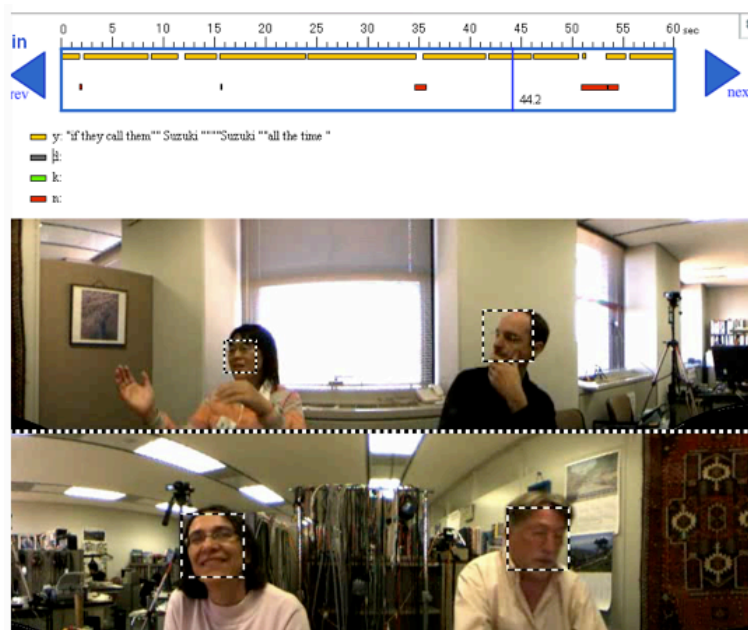 0 5 10 15 20 25 30 35 40 45 50 55 60 sec
in
rev
nex
44.2
y: "if they call them"" Suzuki """"Suzuki ""all the time "
k:
n: